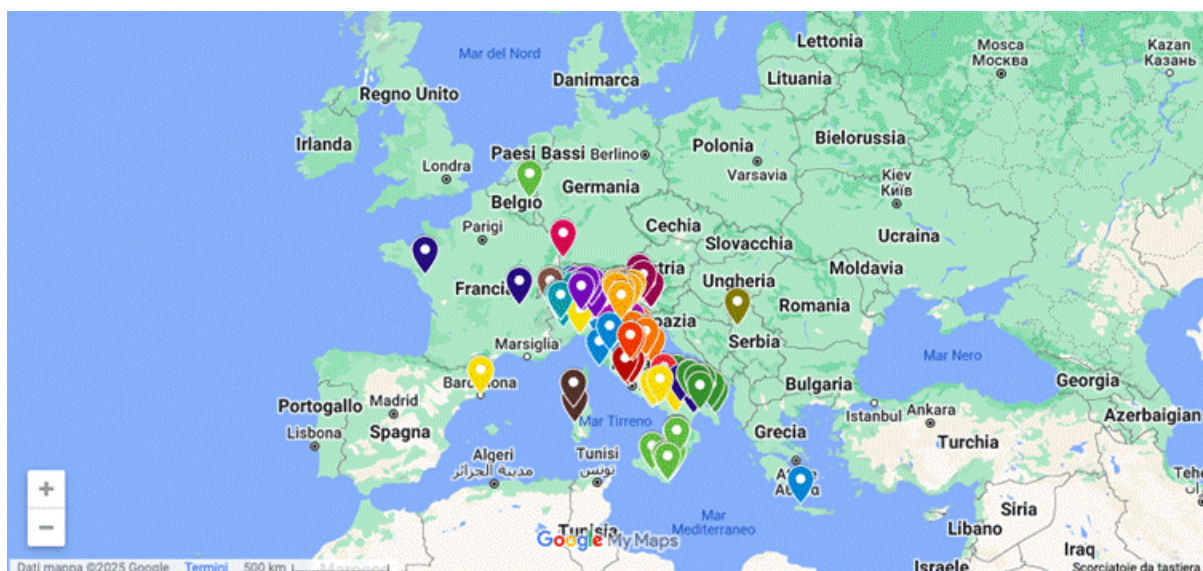 Lettonia
Mosca
Москва
Kazan
Казань
Mar del Nord
Danimarca
Lituania
Regno Unito
Irlanda
Bielorussia
Paesi Bassi
Berlino
Polonia
Varsavia
Londra
Germania
Kiev
Київ
Belgio
Cechia
Parigi
Slovacchia
Ucraina
Ungheria
Moldavia
Romania
Serbia
Marsiglia
Mar Nero
Bulgaria
Georgia
Portogallo
Madrid
Istanbul
Ankara
Azerbaigian
Lisbona
Spagna
Mar Tirreno
Grecia
Turchia
Algeri
مدينة الجزائر
Tunisi
تونس
Siria
Mar
Mediterraneo
Libano
Tunisia
Google My Maps
Iraq
Israele
+
−
Dati mappa ©2025 Google
Termini
500 km
Marocco
Scorciatoie da tastiera